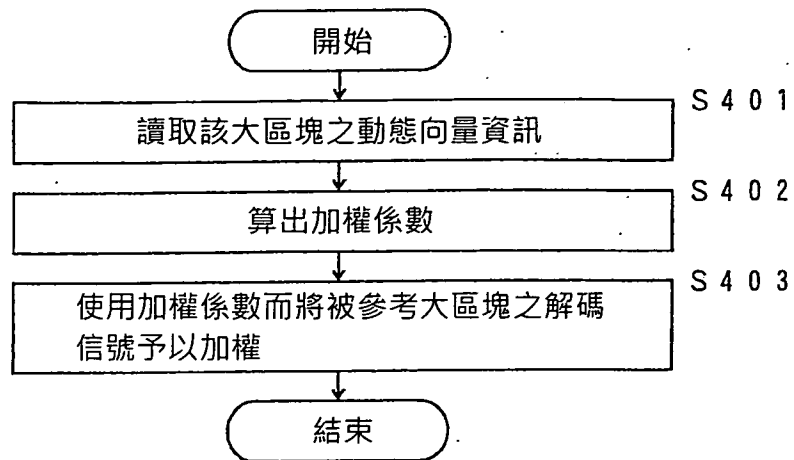 開始
S401
讀取該大區塊之動態向量資訊
S402
算出加權係數
S403
使用加權係數而將被參考大區塊之解碼
信號予以加權
結束